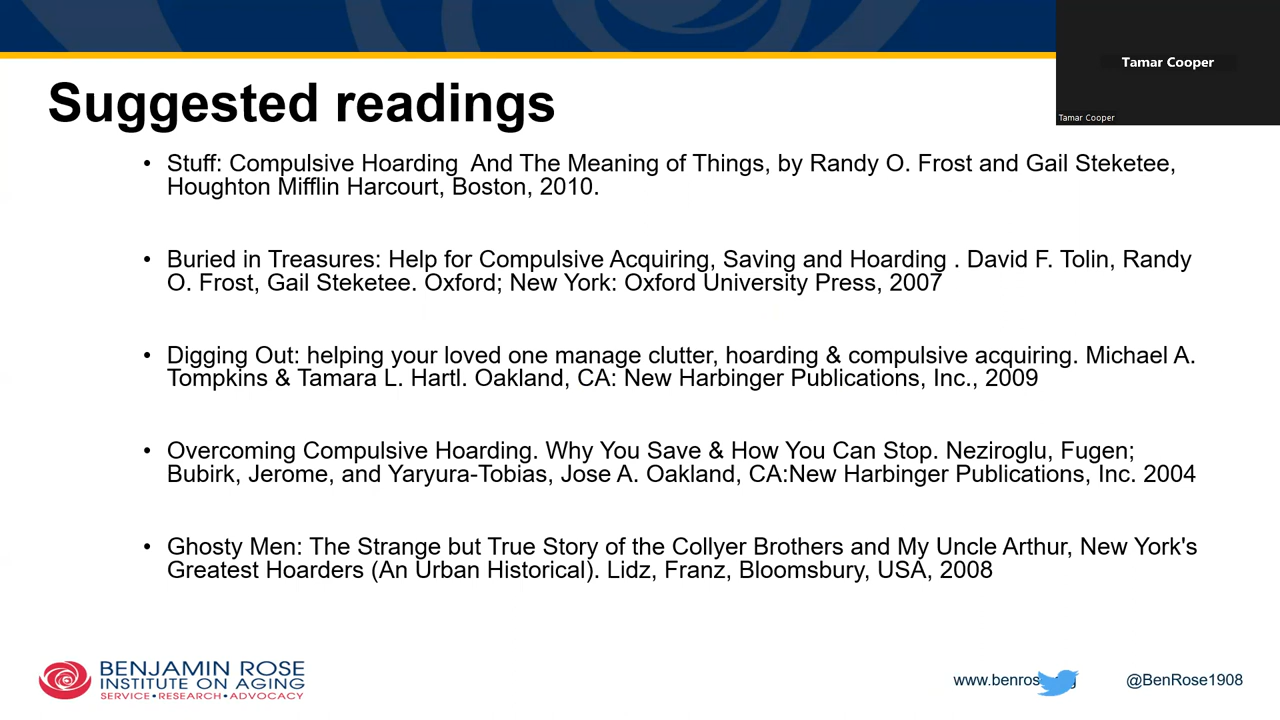 Tamar Cooper
Tamar Cooper
Suggested readings
• Stuff: Compulsive Hoarding And The Meaning of Things, by Randy O. Frost and Gail Steketee,
Houghton Mifflin Harcourt, Boston, 2010.
• Buried in Treasures: Help for Compulsive Acquiring, Saving and Hoarding . David F. Tolin, Randy
O. Frost, Gail Steketee. Oxford; New York: Oxford University Press, 2007
• Digging Out: helping your loved one manage clutter, hoarding & compulsive acquiring. Michael A.
Tompkins & Tamara L. Hartl. Oakland, CA: New Harbinger Publications, Inc., 2009
• Overcoming Compulsive Hoarding. Why You Save & How You Can Stop. Neziroglu, Fugen;
Bubirk, Jerome, and Yaryura-Tobias, Jose A. Oakland, CA:New Harbinger Publications, Inc. 2004
• Ghosty Men: The Strange but True Story of the Collyer Brothers and My Uncle Arthur, New York's
Greatest Hoarders (An Urban Historical). Lidz, Franz, Bloomsbury, USA, 2008
BENJAMIN ROSE
INSTITUTE ON AGING
SERVICE • RESEARCH • ADVOCACY
@BenRose1908